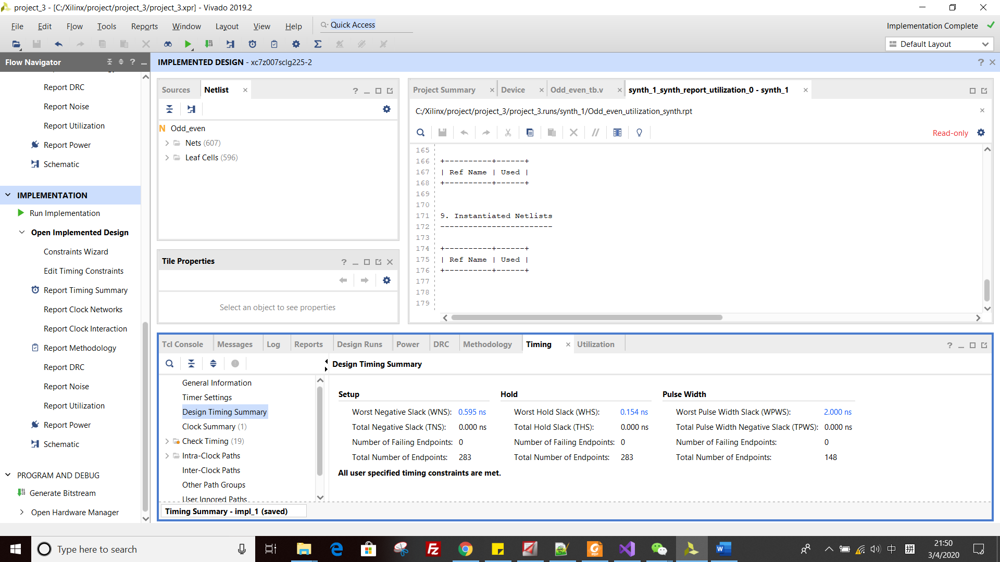 project_3 - [C:/Xilinx/project/project_3/project_3.xpr] - Vivado 2019.2
File Edit Flow Tools Reports Window Layout View Help Quick Access
Implementation Complete
Default Layout
Flow Navigator
Report DRC
Report Noise
Report Utilization
Report Power
Schematic
IMPLEMENTATION
Run Implementation
Open Implemented Design
Constraints Wizard
Edit Timing Constraints
Report Timing Summary
Report Clock Networks
Report Clock Interaction
Report Methodology
Report DRC
Report Noise
Report Utilization
Report Power
Schematic
PROGRAM AND DEBUG
Generate Bitstream
Open Hardware Manager
IMPLEMENTED DESIGN - xc7z007sclg225-2
Sources Netlist
N Odd_even
Nets (607)
Leaf Cells (596)
Tile Properties
Select an object to see properties
Project Summary Device Odd_even_tb.v synth_1_synth_report_utilization_0 - synth_1
C:/Xilinx/project/project_3/project_3.runs/synth_1/Odd_even_utilization_synth.rpt
Read-only
165
166 +----------+------+
167 | Ref Name | Used |
168 +----------+------+
169
170
171 9. Instantiated Netlists
172 ------------------------
173
174 +----------+------+
175 | Ref Name | Used |
176 +----------+------+
177
178
179
Tcl Console Messages Log Reports Design Runs Power DRC Methodology Timing Utilization
General Information
Timer Settings
Design Timing Summary
Clock Summary (1)
Check Timing (19)
Intra-Clock Paths
Inter-Clock Paths
Other Path Groups
User Ignored Paths
Design Timing Summary
Setup Hold Pulse Width
Worst Negative Slack (WNS): 0.595 ns Worst Hold Slack (WHS): 0.154 ns Worst Pulse Width Slack (WPWS): 2.000 ns
Total Negative Slack (TNS): 0.000 ns Total Hold Slack (THS): 0.000 ns Total Pulse Width Negative Slack (TPWS): 0.000 ns
Number of Failing Endpoints: 0 Number of Failing Endpoints: 0 Number of Failing Endpoints: 0
Total Number of Endpoints: 283 Total Number of Endpoints: 283 Total Number of Endpoints: 148
All user specified timing constraints are met.
Timing Summary - impl_1 (saved)
Type here to search
中 拼
21:50
3/4/2020